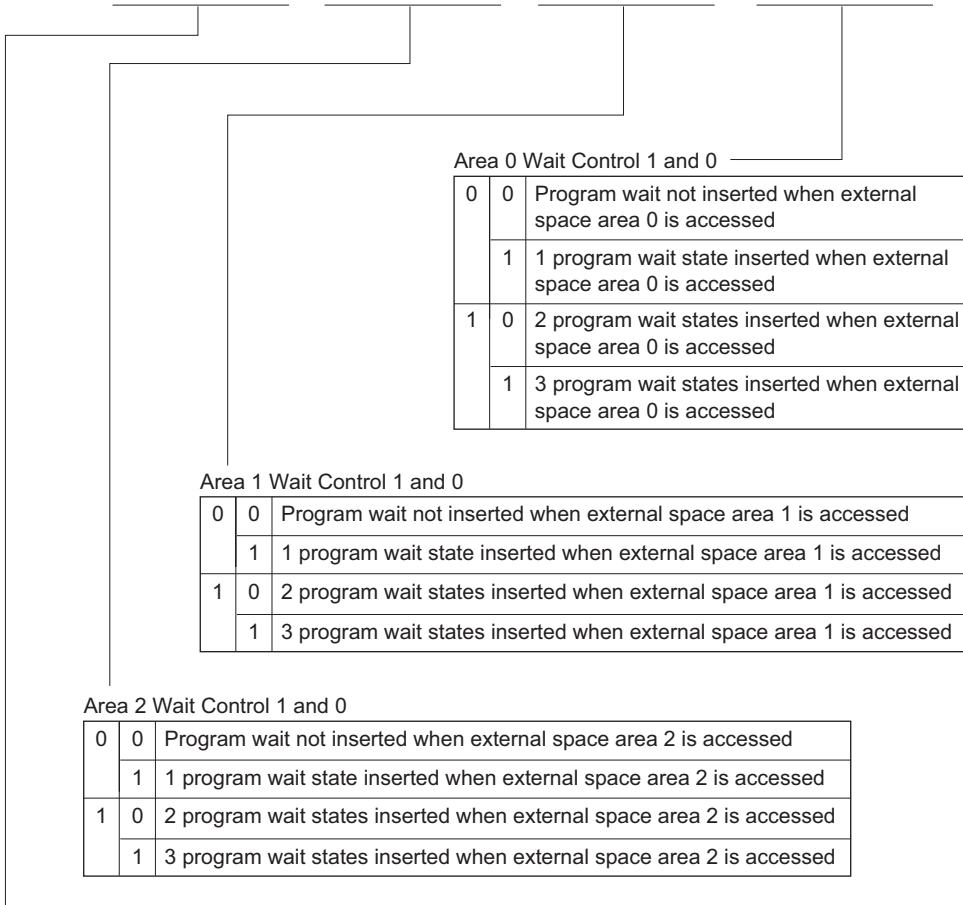 Area 0 Wait Control 1 and 0
0 0 Program wait not inserted when external
space area 0 is accessed
1 1 program wait state inserted when external
space area 0 is accessed
1 0 2 program wait states inserted when external
space area 0 is accessed
1 3 program wait states inserted when external
space area 0 is accessed
Area 1 Wait Control 1 and 0
0 0 Program wait not inserted when external space area 1 is accessed
1 1 program wait state inserted when external space area 1 is accessed
1 0 2 program wait states inserted when external space area 1 is accessed
1 3 program wait states inserted when external space area 1 is accessed
Area 2 Wait Control 1 and 0
0 0 Program wait not inserted when external space area 2 is accessed
1 1 program wait state inserted when external space area 2 is accessed
1 0 2 program wait states inserted when external space area 2 is accessed
1 3 program wait states inserted when external space area 2 is accessed